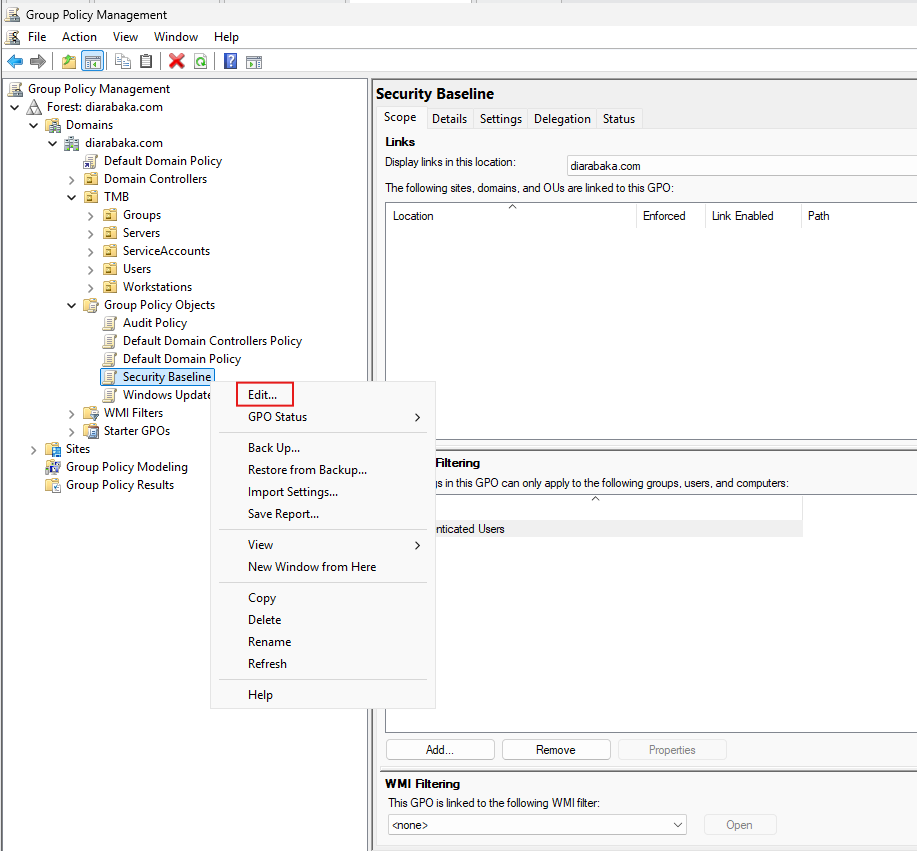 Group Policy Management
File Action View Window Help
Group Policy Management
Forest: diarabaka.com
Domains
diarabaka.com
Default Domain Policy
Domain Controllers
TMB
Groups
Servers
ServiceAccounts
Users
Workstations
Group Policy Objects
Audit Policy
Default Domain Controllers Policy
Default Domain Policy
Security Baseline
Windows Update
WMI Filters
Starter GPOs
Sites
Group Policy Modeling
Group Policy Results
Edit...
GPO Status
Back Up...
Restore from Backup...
Import Settings...
Save Report...
View
New Window from Here
Copy
Delete
Rename
Refresh
Help
Security Baseline
Scope Details Settings Delegation Status
Links
Display links in this location: diarabaka.com
The following sites, domains, and OUs are linked to this GPO:
Location Enforced Link Enabled Path
Filtering
gs in this GPO can only apply to the following groups, users, and computers:
nticated Users
Add... Remove Properties
WMI Filtering
This GPO is linked to the following WMI filter:
<none> Open